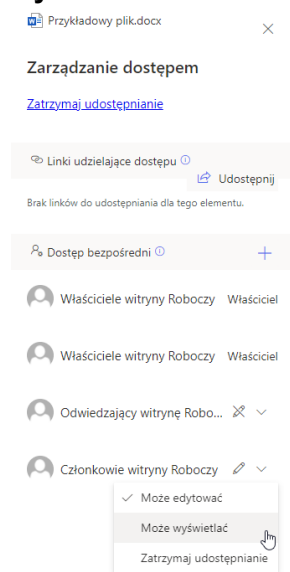 Przykładowy plik.docx
Zarządzanie dostępem
Zatrzymaj udostępnianie
Linki udzielające dostępu
Udostępnij
Brak linków do udostępniania dla tego elementu.
Dostęp bezpośredni
Właściciele witryny Roboczy Właściciel
Właściciele witryny Roboczy Właściciel
Odwiedzający witrynę Robo...
Członkowie witryny Roboczy
Może edytować
Może wyświetlać
Zatrzymaj udostępnianie